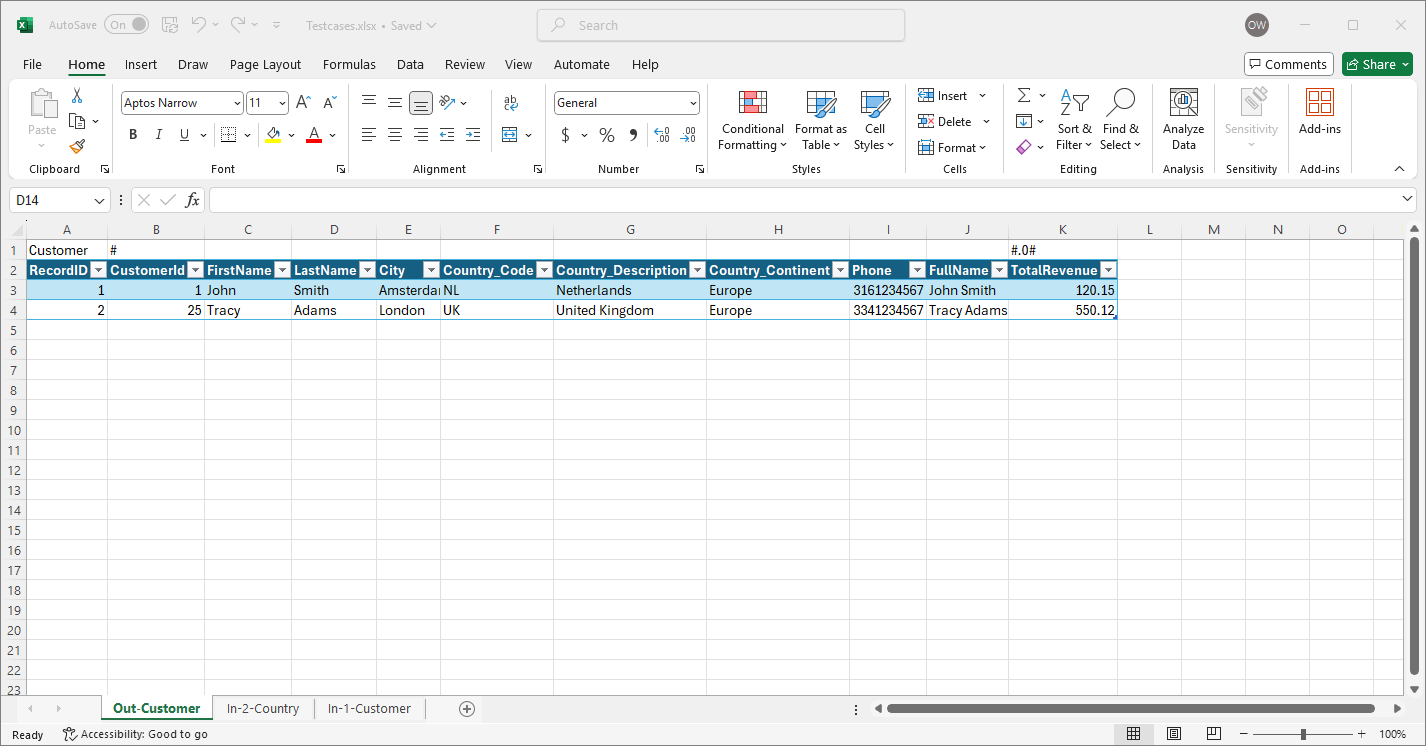 AutoSave On Testcases.xlsx • Saved Search OW
File Home Insert Draw Page Layout Formulas Data Review View Automate Help Comments Share
Paste
Clipboard
Aptos Narrow 11
B I U
Font
Alignment
General
$ % 9
Number
Conditional Formatting
Format as Table
Cell Styles
Styles
Insert
Delete
Format
Cells
Sort & Filter
Find & Select
Editing
Analyze Data
Analysis
Sensitivity
Sensitivity
Add-ins
Add-ins
D14 fx
A B C D E F G H I J K L M N O
1 Customer # #.0#
2 RecordID CustomerId FirstName LastName City Country_Code Country_Description Country_Continent Phone FullName TotalRevenue
3 1 1 John Smith Amsterdar NL Netherlands Europe 3161234567 John Smith 120.15
4 2 25 Tracy Adams London UK United Kingdom Europe 3341234567 Tracy Adams 550.12
5
6
7
8
9
10
11
12
13
14
15
16
17
18
19
20
21
22
23
Out-Customer In-2-Country In-1-Customer
Ready Accessibility: Good to go 100%